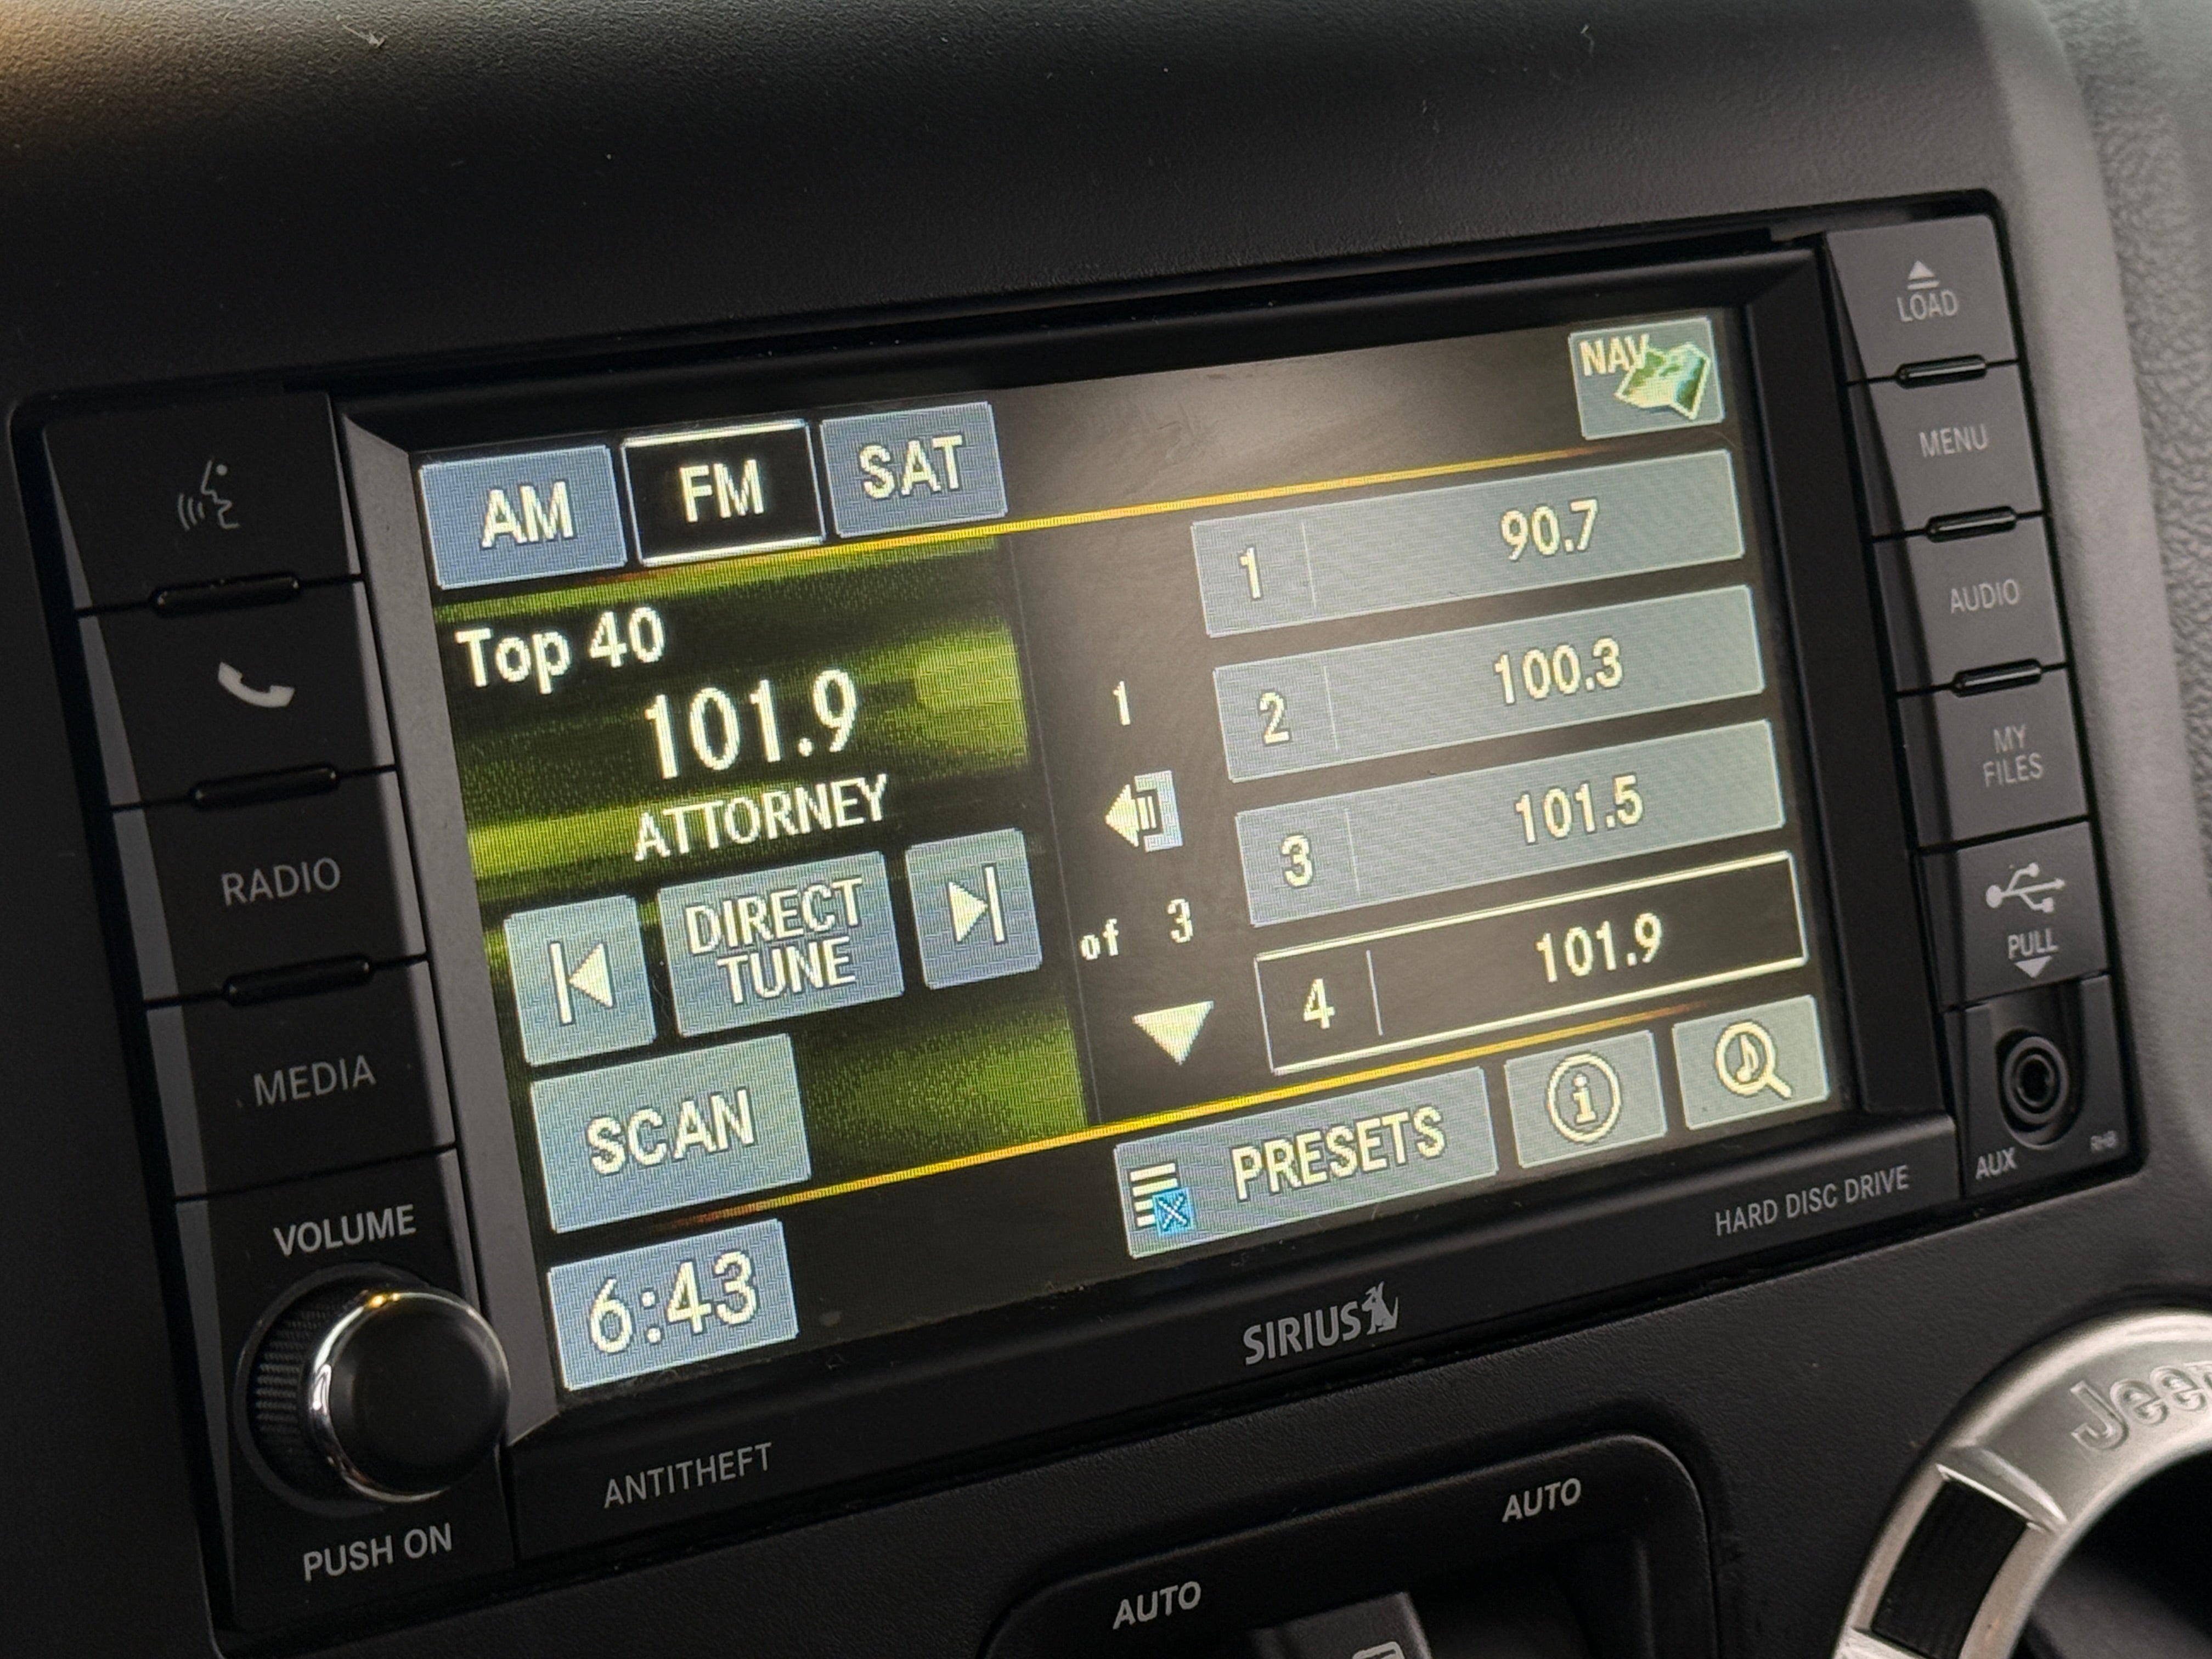 AM FM SAT NAV
Top 40
101.9
ATTORNEY
DIRECT
TUNE
SCAN
6:43
1
of 3
1 90.7
2 100.3
3 101.5
4 101.9
PRESETS
i
RADIO
MEDIA
VOLUME
PUSH ON
ANTITHEFT
SIRIUS
HARD DISC DRIVE
LOAD
MENU
AUDIO
MY
FILES
PULL
AUX
RHB
AUTO
AUTO
Jeep